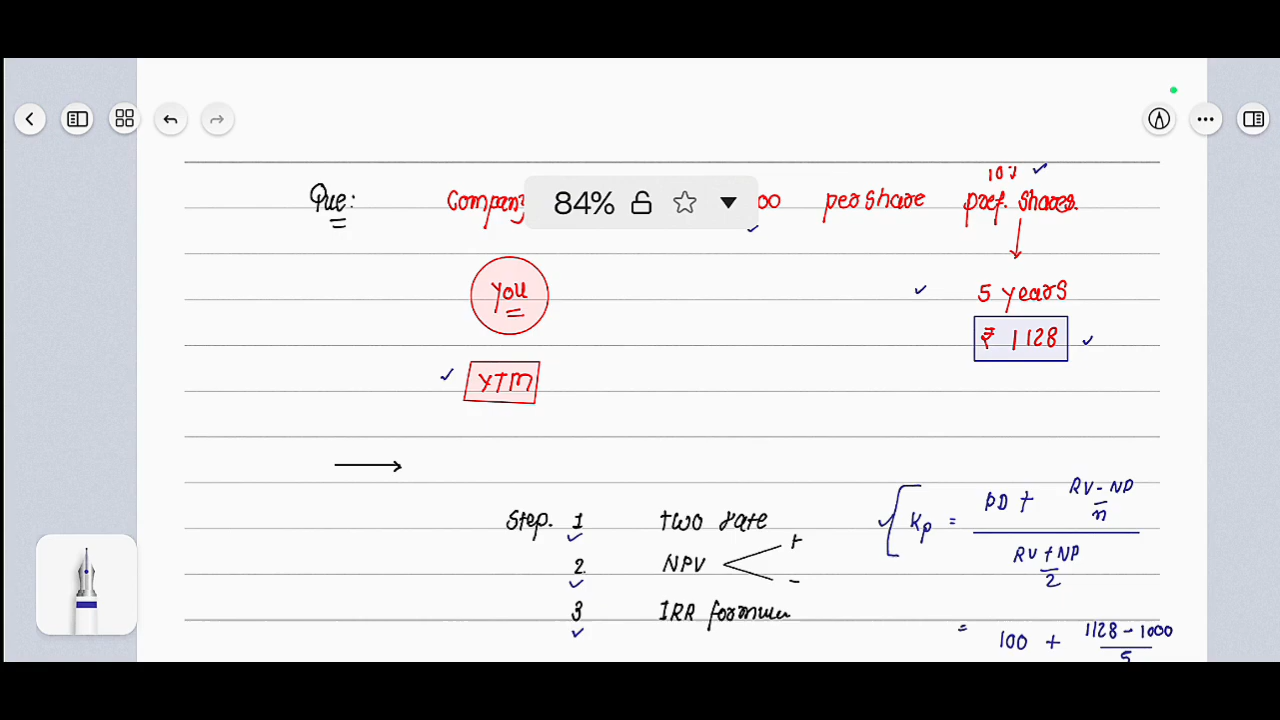 10%
Que: Company 84% 00 per share pref. shares.
You 5 years
₹ 1128
YTM
Kp = PD + RV - NP / n
RV + NP / 2
Step. 1 two rate
2. NPV + -
3 IRR formula
= 100 + 1128 - 1000 / 5